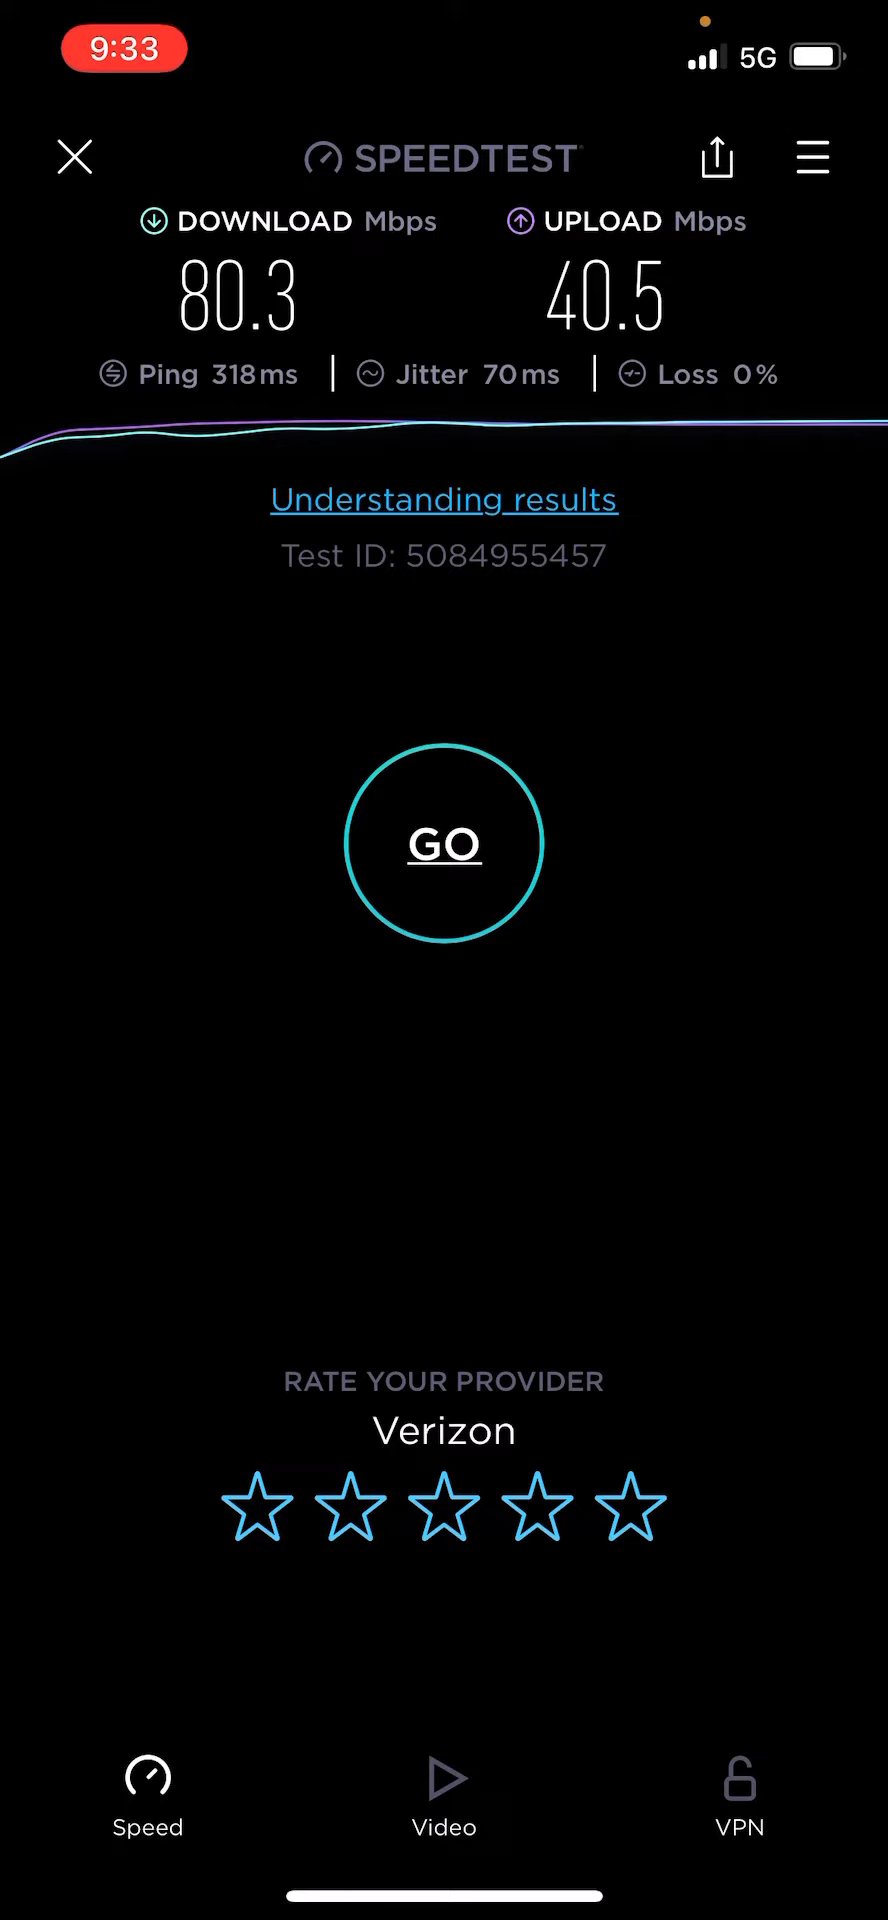 9:33 5G
SPEEDTEST
DOWNLOAD Mbps UPLOAD Mbps
80.3 40.5
Ping 318ms Jitter 70ms Loss 0%
Understanding results
Test ID: 5084955457
GO
RATE YOUR PROVIDER
Verizon
Speed Video VPN